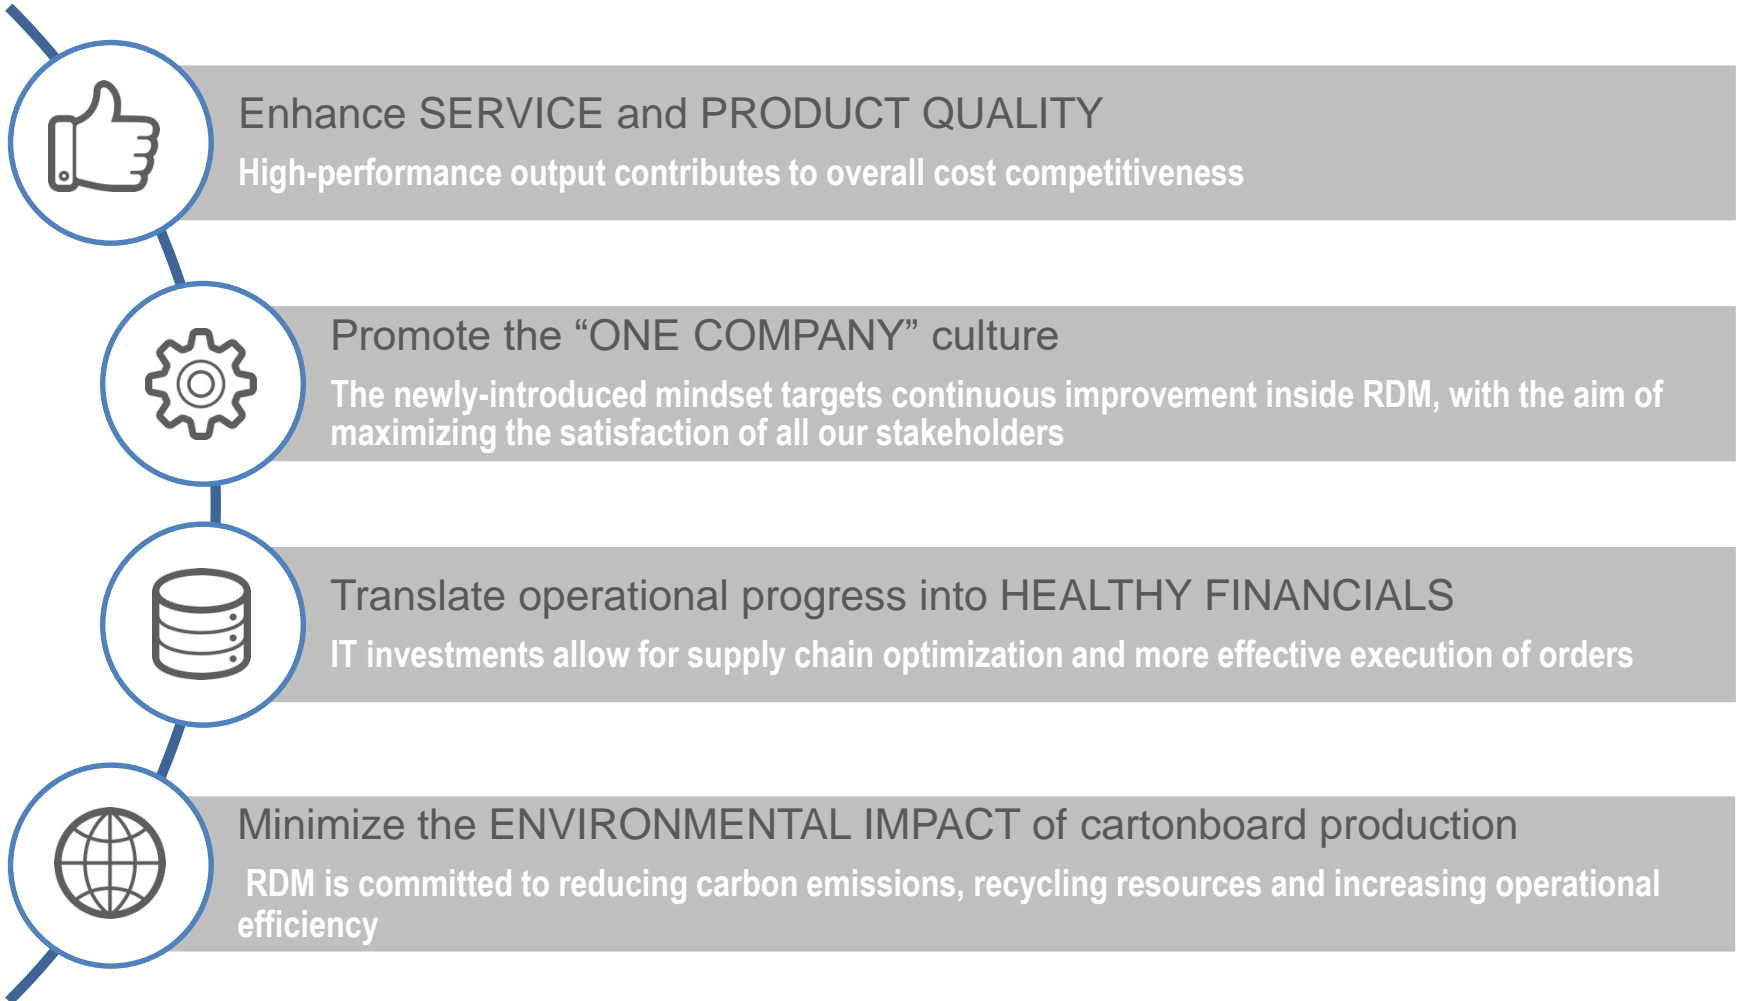 Enhance SERVICE and PRODUCT QUALITY
High-performance output contributes to overall cost competitiveness
Promote the “ONE COMPANY” culture
The newly-introduced mindset targets continuous improvement inside RDM, with the aim of
maximizing the satisfaction of all our stakeholders
Translate operational progress into HEALTHY FINANCIALS
IT investments allow for supply chain optimization and more effective execution of orders
Minimize the ENVIRONMENTAL IMPACT of cartonboard production
RDM is committed to reducing carbon emissions, recycling resources and increasing operational
efficiency